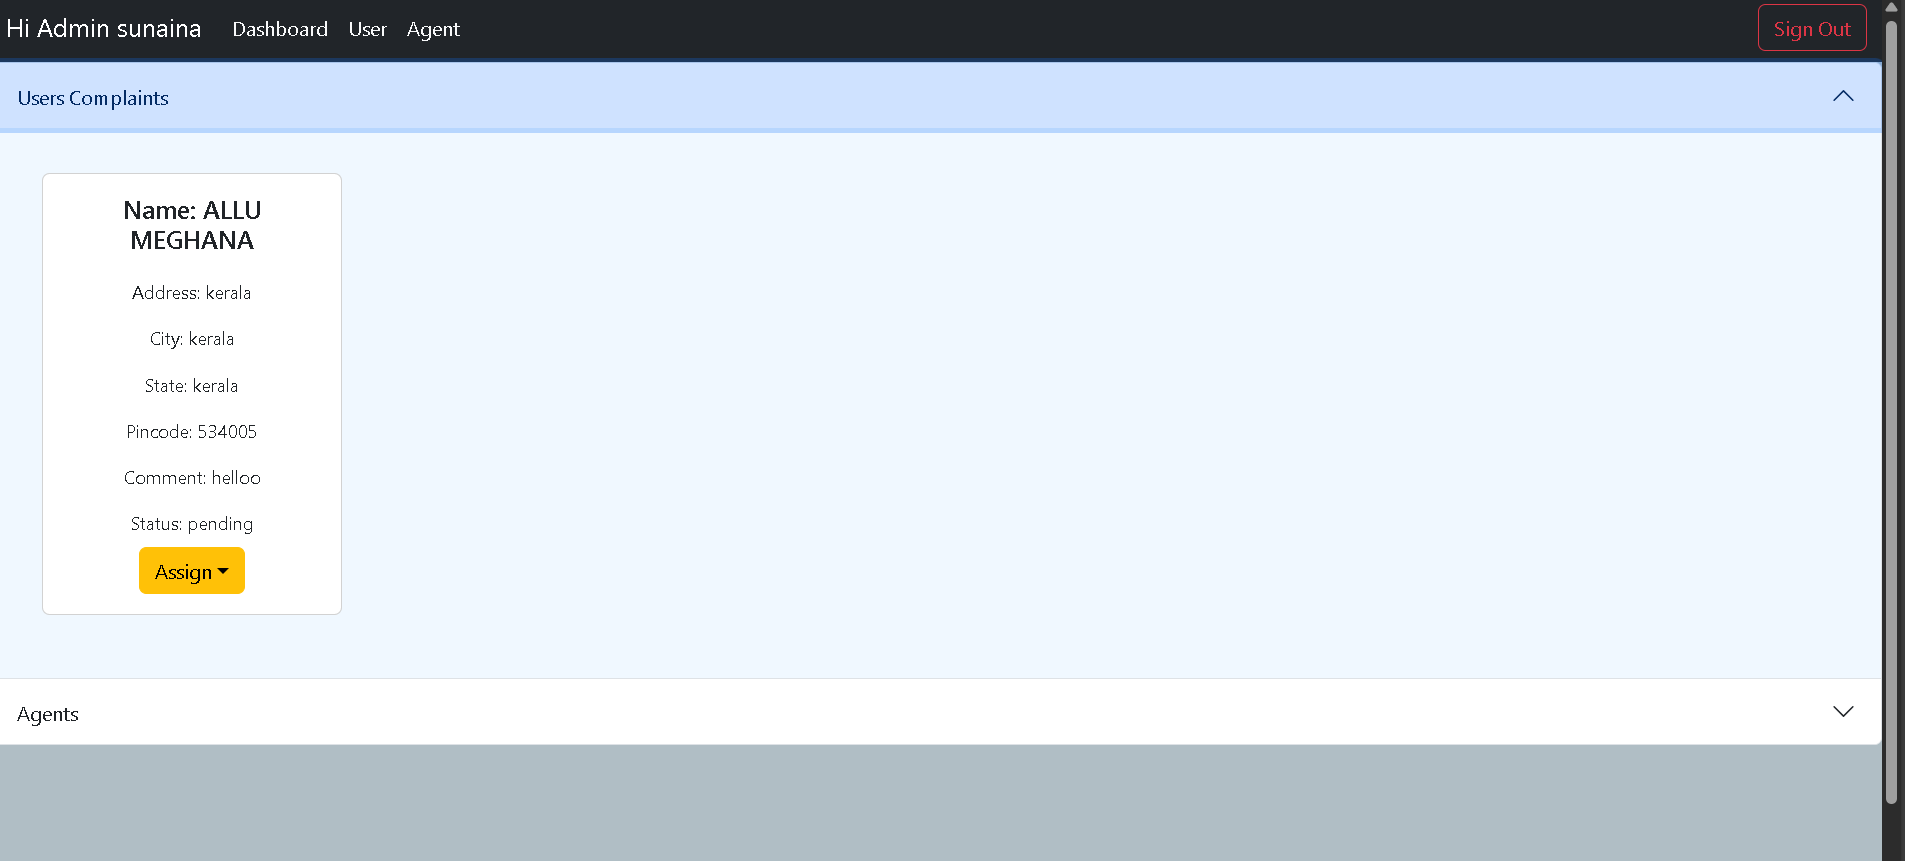 Hi Admin sunaina Dashboard User Agent Sign Out
Users Complaints
Name: ALLU
MEGHANA
Address: kerala
City: kerala
State: kerala
Pincode: 534005
Comment: helloo
Status: pending
Assign
Agents